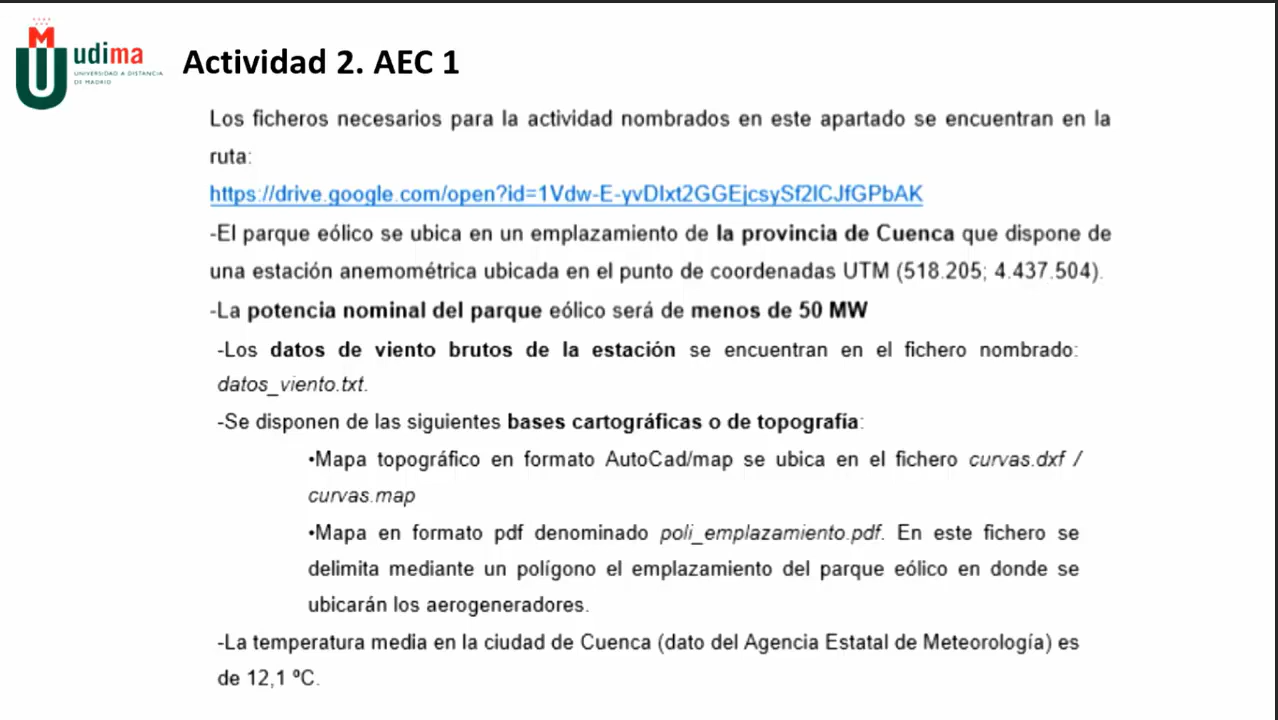 udima
UNIVERSIDAD A DISTANCIA
DE MADRID
Actividad 2. AEC 1
Los ficheros necesarios para la actividad nombrados en este apartado se encuentran en la
ruta:
https://drive.google.com/open?id=1Vdw-E-yvDIxt2GGEjcsySf2ICJfGPbAK
-El parque eólico se ubica en un emplazamiento de la provincia de Cuenca que dispone de
una estación anemométrica ubicada en el punto de coordenadas UTM (518.205; 4.437.504).
-La potencia nominal del parque eólico será de menos de 50 MW
-Los datos de viento brutos de la estación se encuentran en el fichero nombrado:
datos_viento.txt.
-Se disponen de las siguientes bases cartográficas o de topografía:
•Mapa topográfico en formato AutoCad/map se ubica en el fichero curvas.dxf /
curvas.map
•Mapa en formato pdf denominado poli_emplazamiento.pdf. En este fichero se
delimita mediante un polígono el emplazamiento del parque eólico en donde se
ubicarán los aerogeneradores.
-La temperatura media en la ciudad de Cuenca (dato del Agencia Estatal de Meteorología) es
de 12,1 ºC.